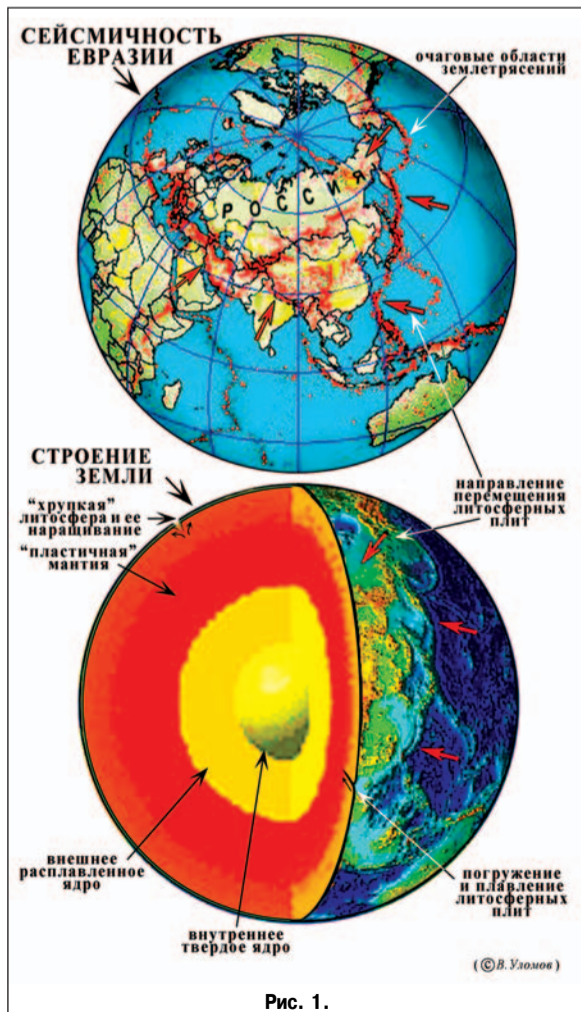 СЕЙСМИЧНОСТЬ
ЕВРАЗИИ
очаговые области
землетрясений
РОССИЯ
СТРОЕНИЕ
ЗЕМЛИ
"хрупкая"
литосфера и ее
наращивание
"пластичная"
мантия
направление
перемещения
литосферных
плит
внешнее
расплавленное
ядро
внутреннее
твердое ядро
погружение
и плавление
литосферных
плит
(©В. Уломов)
Рис. 1.